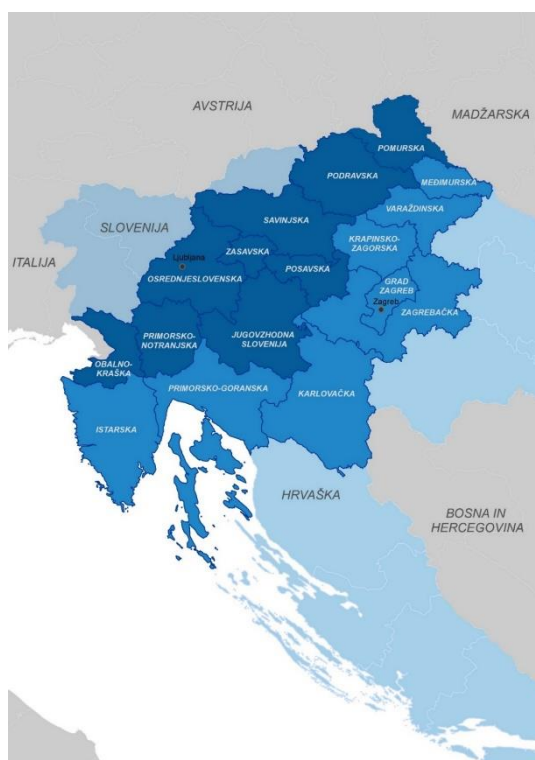 AVSTRIJA
MADŽARSKA
POMURSKA
PODRAVSKA
MEĐIMURSKA
VARAŽDINSKA
SAVINJSKA
SLOVENIJA
KRAPINSKO-
ZAGORSKA
ZASAVSKA
Ljubljana
ITALIJA
POSAVSKA
OSREDNJESLOVENSKA
GRAD
ZAGREB
Zagreb
ZAGREBAČKA
PRIMORSKO-
NOTRANJSKA
JUGOVZHODNA
SLOVENIJA
OBALNO-
KRAŠKA
PRIMORSKO-GORANSKA
KARLOVAČKA
ISTARSKA
HRVAŠKA
BOSNA IN
HERCEGOVINA